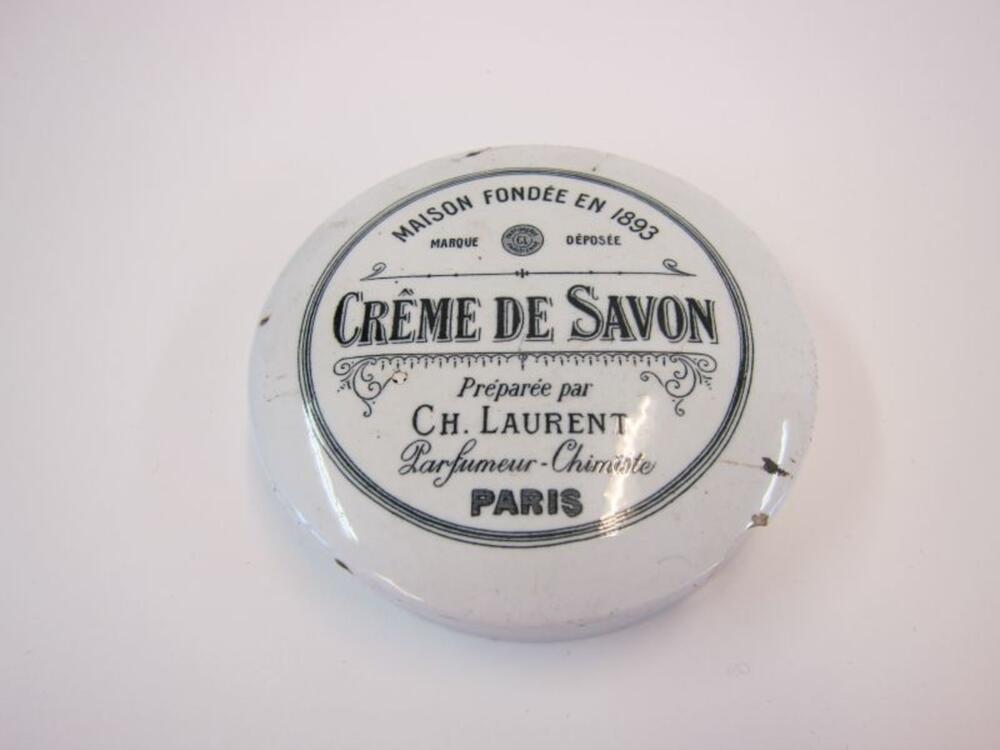 MAISON FONDÉE EN 1893
MARQUE DÉPOSÉE
CRÊME DE SAVON
Préparée par
CH. LAURENT
Parfumeur-Chimiste
PARIS